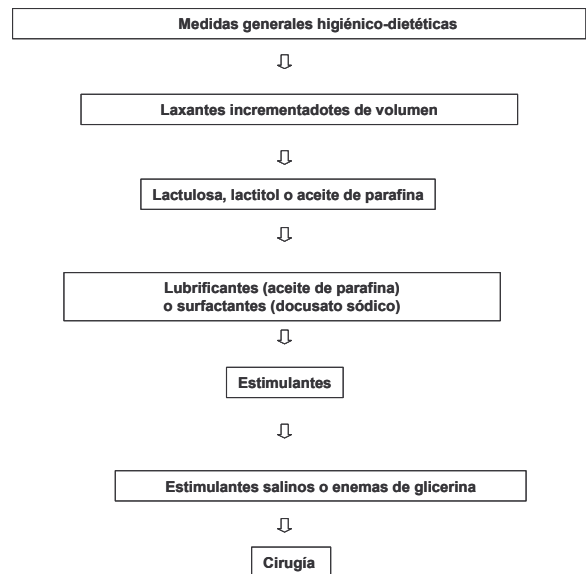 Medidas generales higiénico-dietéticas
Laxantes incrementadotes de volumen
Lactulosa, lactitol o aceite de parafina
Lubrificantes (aceite de parafina)
o surfactantes (docusato sódico)
Estimulantes
Estimulantes salinos o enemas de glicerina
Cirugía